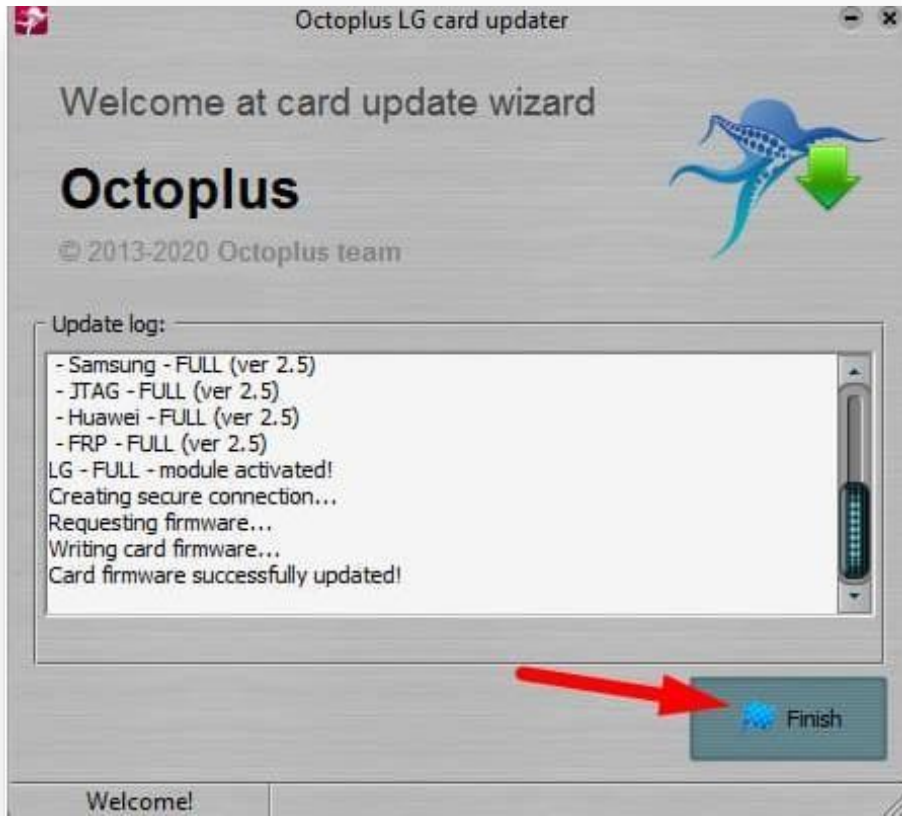 Octoplus LG card updater
Welcome at card update wizard
Octoplus
© 2013-2020 Octoplus team
Update log:
- Samsung - FULL (ver 2.5)
- JTAG - FULL (ver 2.5)
- Huawei - FULL (ver 2.5)
- FRP - FULL (ver 2.5)
LG - FULL - module activated!
Creating secure connection...
Requesting firmware...
Writing card firmware...
Card firmware successfully updated!
Finish
Welcome!